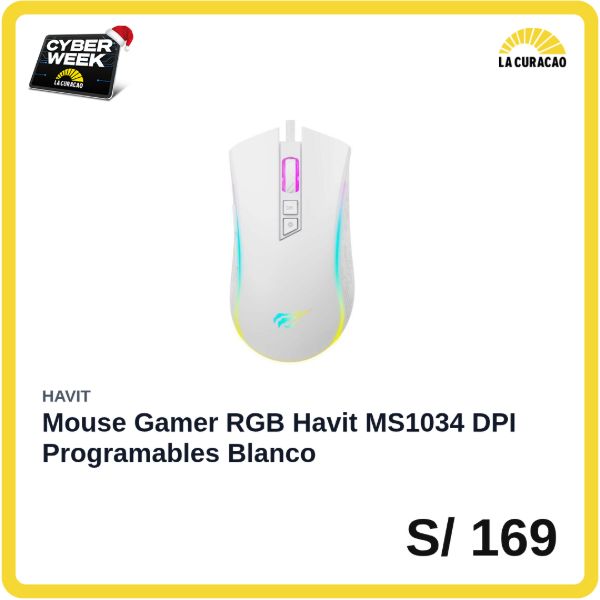 CYBER
WEEK
LA CURACAO
LA CURACAO
HAVIT
Mouse Gamer RGB Havit MS1034 DPI
Programables Blanco
S/ 169